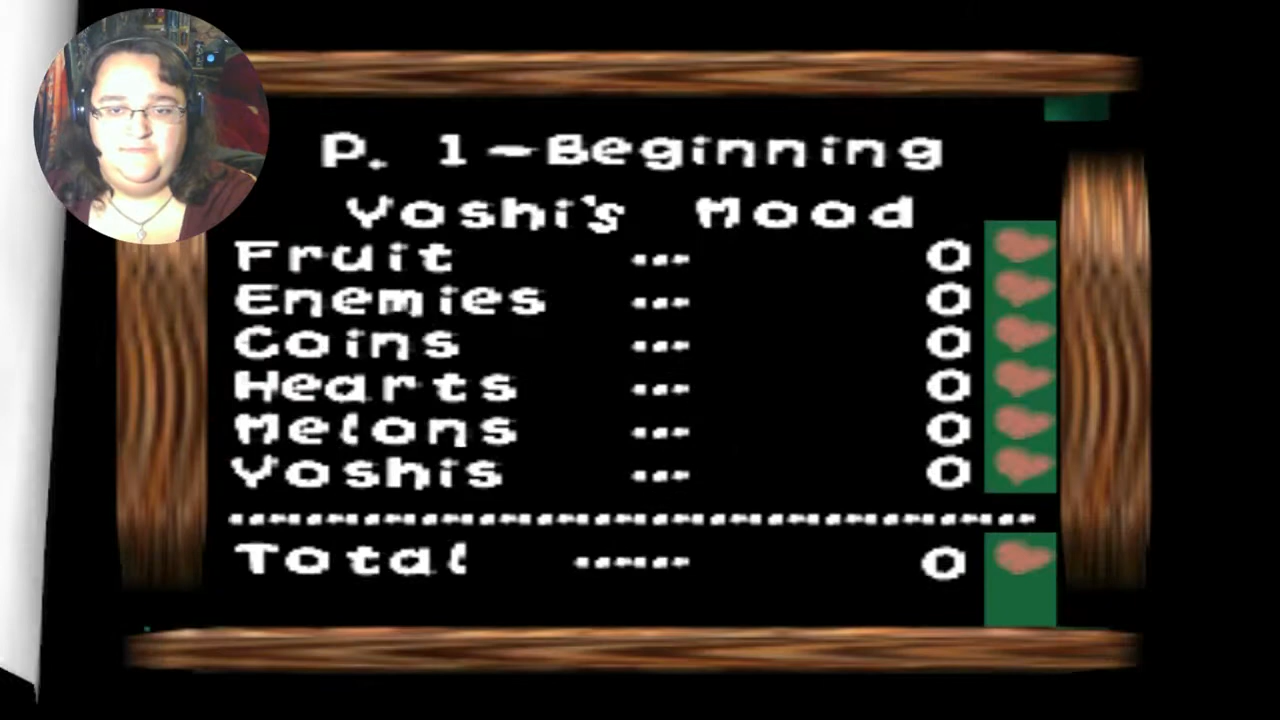 P. 1-Beginning
Yoshi's Mood
Fruit ... 0
Enemies ... 0
Coins ... 0
Hearts ... 0
Melons ... 0
Yoshis ... 0
Total ...... 0